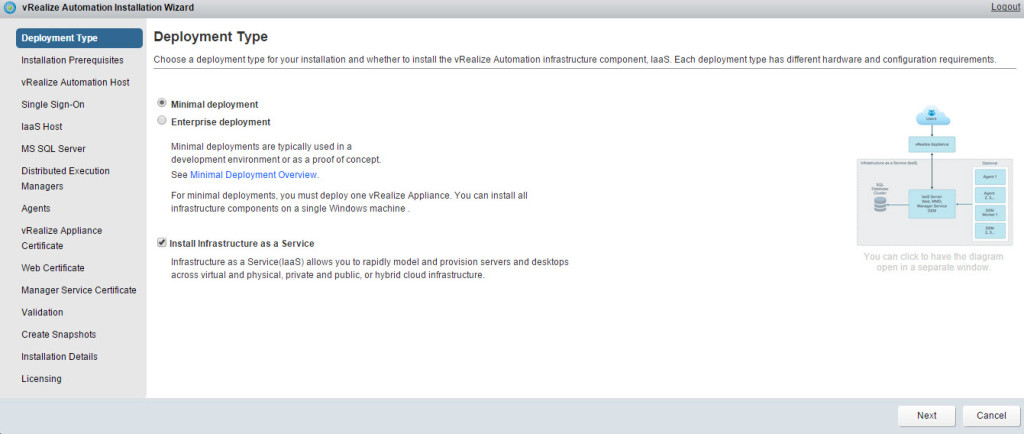 vRealize Automation Installation Wizard
Logout
Deployment Type
Installation Prerequisites
vRealize Automation Host
Single Sign-On
IaaS Host
MS SQL Server
Distributed Execution
Managers
Agents
vRealize Appliance
Certificate
Web Certificate
Manager Service Certificate
Validation
Create Snapshots
Installation Details
Licensing
Deployment Type
Choose a deployment type for your installation and whether to install the vRealize Automation infrastructure component, IaaS. Each deployment type has different hardware and configuration requirements.
Minimal deployment
Enterprise deployment
Minimal deployments are typically used in a
development environment or as a proof of concept.
See Minimal Deployment Overview.
For minimal deployments, you must deploy one vRealize Appliance. You can install all
infrastructure components on a single Windows machine .
Install Infrastructure as a Service
Infrastructure as a Service(IaaS) allows you to rapidly model and provision servers and desktops
across virtual and physical, private and public, or hybrid cloud infrastructure.
Users
vRealize Appliance
Infrastructure as a Service (IaaS)
Optional
SQL
Database
Cluster
IaaS Server
Web, MMD,
Manager Service
DEM
Agent 1
Agent
2, 3...
DEM
Worker 1
DEM
2, 3...
You can click to have the diagram
open in a separate window.
Next
Cancel